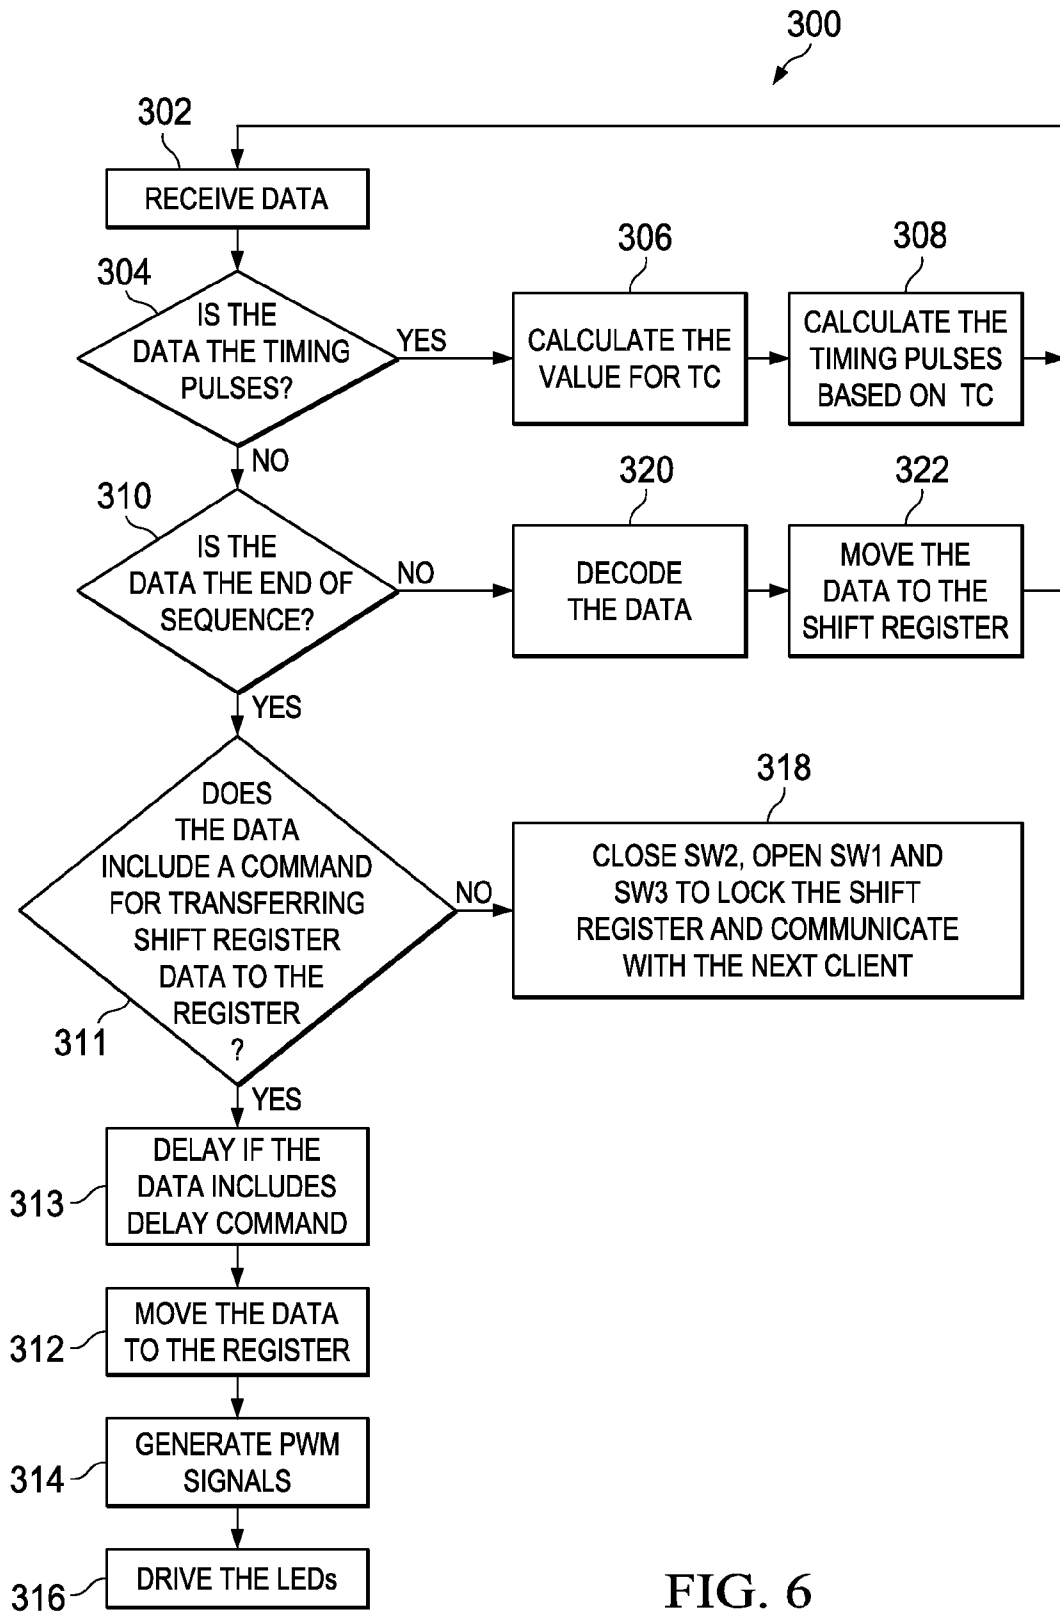 300
302
RECEIVE DATA
304
IS THE
DATA THE TIMING
PULSES?
YES
NO
306
CALCULATE THE
VALUE FOR TC
308
CALCULATE THE
TIMING PULSES
BASED ON TC
310
IS THE
DATA THE END OF
SEQUENCE?
NO
YES
320
DECODE
THE DATA
322
MOVE THE
DATA TO THE
SHIFT REGISTER
DOES
THE DATA
INCLUDE A COMMAND
FOR TRANSFERRING
SHIFT REGISTER
DATA TO THE
REGISTER
?
311
NO
YES
318
CLOSE SW2, OPEN SW1 AND
SW3 TO LOCK THE SHIFT
REGISTER AND COMMUNICATE
WITH THE NEXT CLIENT
313
DELAY IF THE
DATA INCLUDES
DELAY COMMAND
312
MOVE THE DATA
TO THE REGISTER
314
GENERATE PWM
SIGNALS
316
DRIVE THE LEDs
FIG. 6